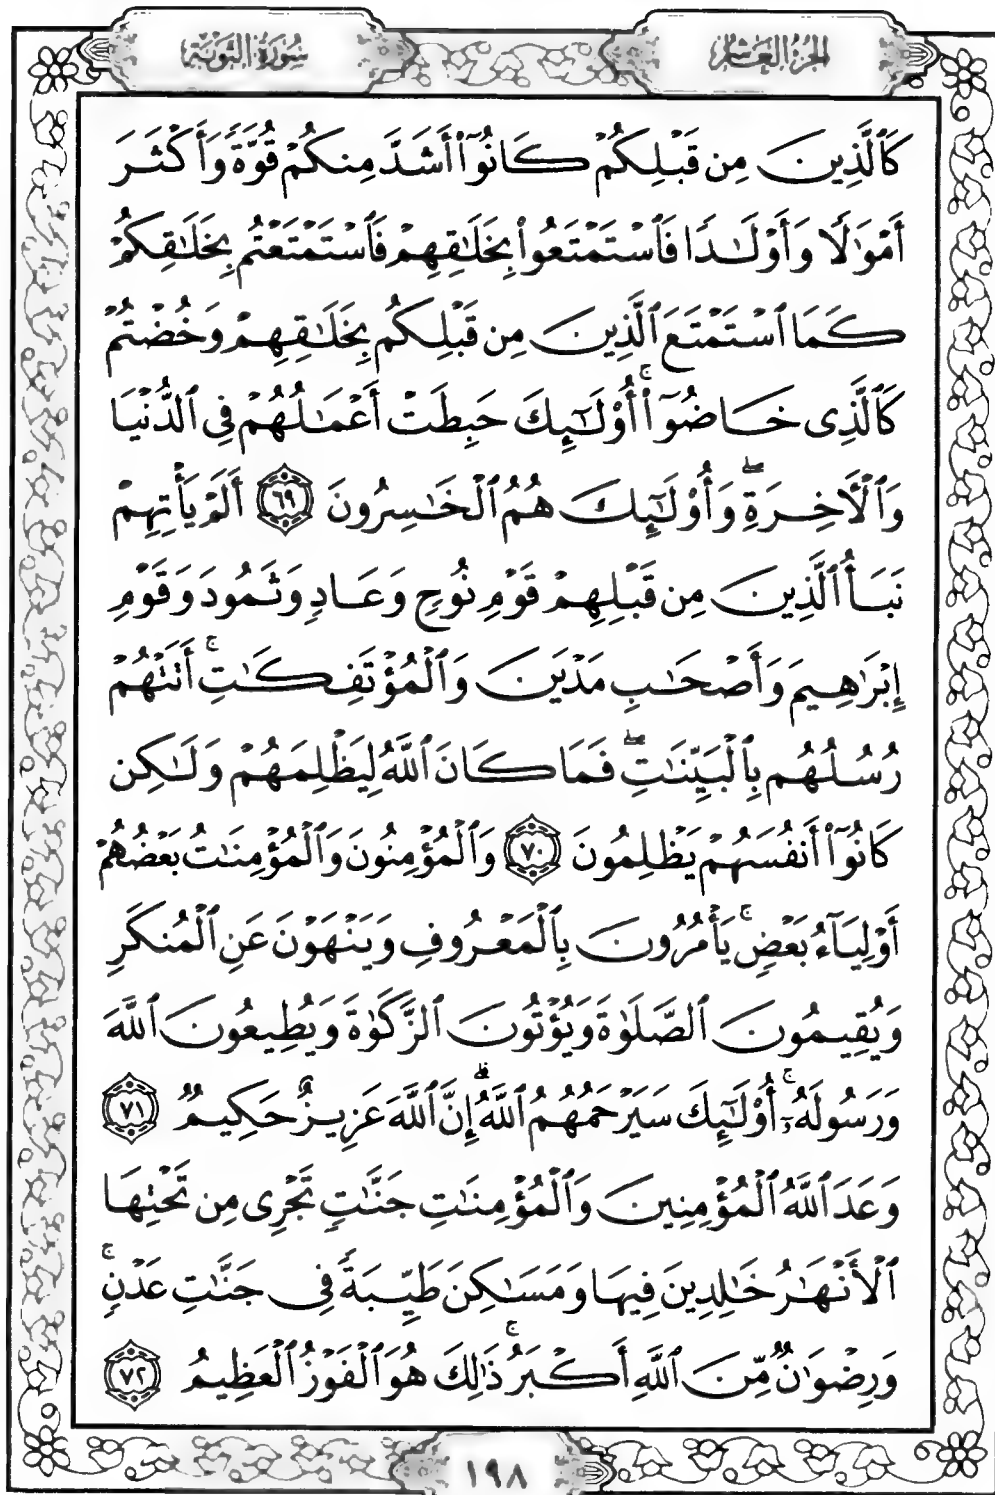 الجزء العاشر
سورة التوبة
كَٱلَّذِينَ مِن قَبۡلِكُمۡ كَانُوٓاْ أَشَدَّ مِنكُمۡ قُوَّةٗ وَأَكۡثَرَ
أَمۡوَٰلٗا وَأَوۡلَٰدٗا فَٱسۡتَمۡتَعُواْ بِخَلَٰقِهِمۡ فَٱسۡتَمۡتَعۡتُم بِخَلَٰقِكُمۡ
كَمَا ٱسۡتَمۡتَعَ ٱلَّذِينَ مِن قَبۡلِكُم بِخَلَٰقِهِمۡ وَخُضۡتُمۡ
كَٱلَّذِي خَاضُوٓاْۚ أُوْلَٰٓئِكَ حَبِطَتۡ أَعۡمَٰلُهُمۡ فِي ٱلدُّنۡيَا
وَٱلۡأٓخِرَةِۖ وَأُوْلَٰٓئِكَ هُمُ ٱلۡخَٰسِرُونَ ٦٩ أَلَمۡ يَأۡتِهِمۡ
نَبَأُ ٱلَّذِينَ مِن قَبۡلِهِمۡ قَوۡمِ نُوحٖ وَعَادٖ وَثَمُودَ وَقَوۡمِ
إِبۡرَٰهِيمَ وَأَصۡحَٰبِ مَدۡيَنَ وَٱلۡمُؤۡتَفِكَٰتِۚ أَتَتۡهُمۡ
رُسُلُهُم بِٱلۡبَيِّنَٰتِۖ فَمَا كَانَ ٱللَّهُ لِيَظۡلِمَهُمۡ وَلَٰكِن
كَانُوٓاْ أَنفُسَهُمۡ يَظۡلِمُونَ ٧٠ وَٱلۡمُؤۡمِنُونَ وَٱلۡمُؤۡمِنَٰتُ بَعۡضُهُمۡ
أَوۡلِيَآءُ بَعۡضٖۚ يَأۡمُرُونَ بِٱلۡمَعۡرُوفِ وَيَنۡهَوۡنَ عَنِ ٱلۡمُنكَرِ
وَيُقِيمُونَ ٱلصَّلَوٰةَ وَيُؤۡتُونَ ٱلزَّكَوٰةَ وَيُطِيعُونَ ٱللَّهَ
وَرَسُولَهُۥٓۚ أُوْلَٰٓئِكَ سَيَرۡحَمُهُمُ ٱللَّهُۗ إِنَّ ٱللَّهَ عَزِيزٌ حَكِيمٞ ٧١
وَعَدَ ٱللَّهُ ٱلۡمُؤۡمِنِينَ وَٱلۡمُؤۡمِنَٰتِ جَنَّٰتٖ تَجۡرِي مِن تَحۡتِهَا
ٱلۡأَنۡهَٰرُ خَٰلِدِينَ فِيهَا وَمَسَٰكِنَ طَيِّبَةٗ فِي جَنَّٰتِ عَدۡنٖۚ
وَرِضۡوَٰنٞ مِّنَ ٱللَّهِ أَكۡبَرُۚ ذَٰلِكَ هُوَ ٱلۡفَوۡزُ ٱلۡعَظِيمُ ٧٢
١٩٨